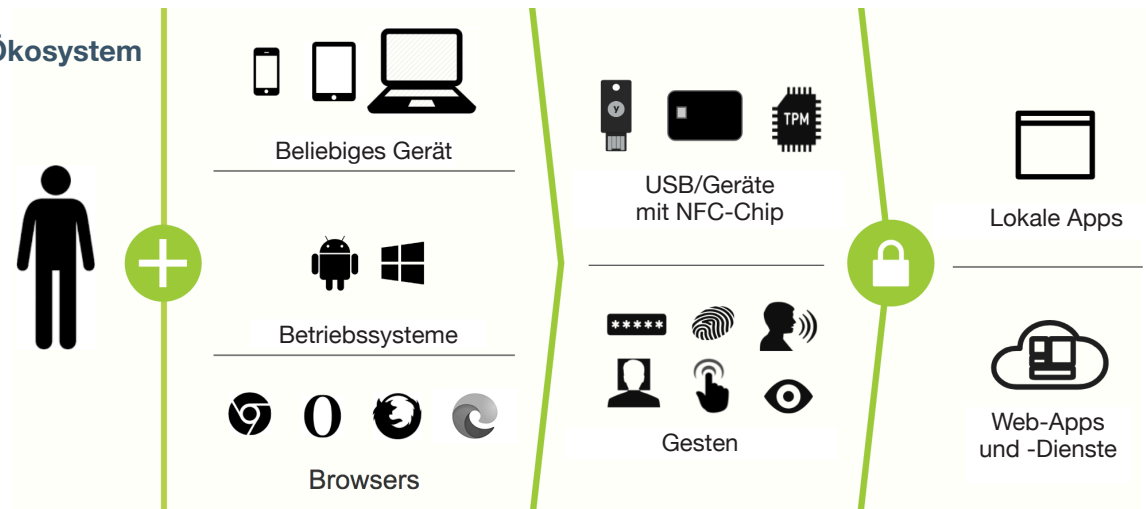 Ökosystem
Beliebiges Gerät
Betriebssysteme
Browsers
y
TPM
USB/Geräte
mit NFC-Chip
*****
Gesten
Lokale Apps
Web-Apps
und -Dienste